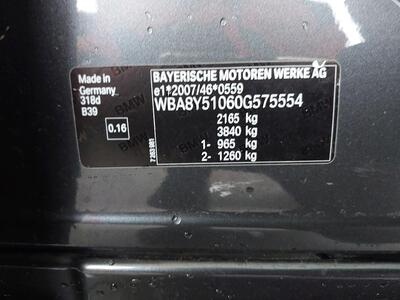 BAYERISCHE MOTOREN WERKE AG
e1*2007/46*0559
WBA8Y51060G575554
Made in
Germany
318d
B39
0.16
2165 kg
3840 kg
1- 965 kg
2- 1260 kg